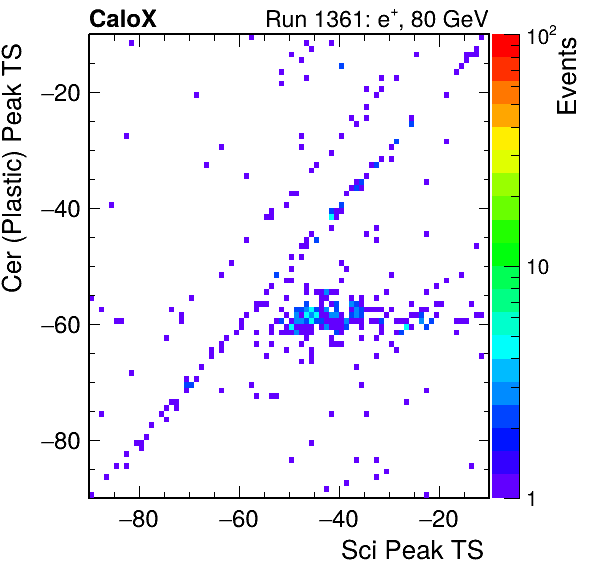 CaloX Run 1361: e⁺, 80 GeV
Cer (Plastic) Peak TS
−20
−40
−60
−80
−80 −60 −40 −20
Sci Peak TS
10²
10
1
Events